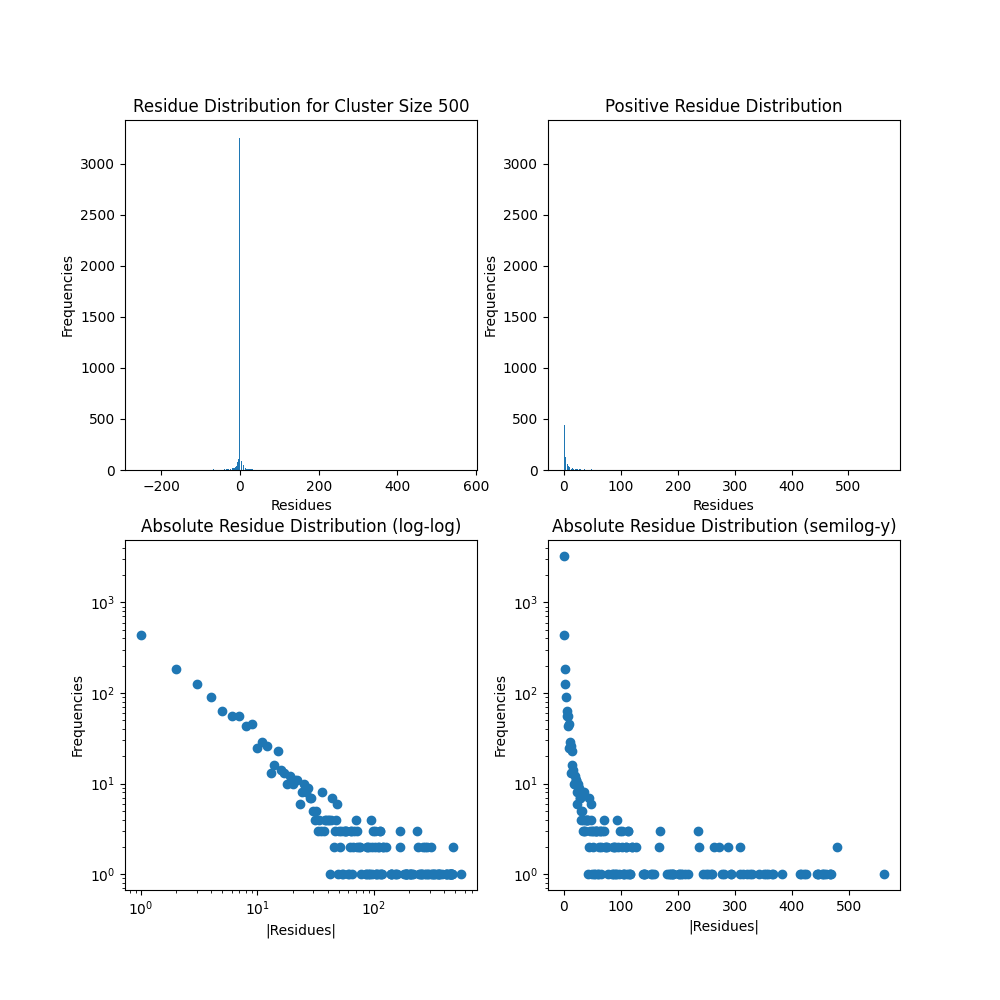 Residue Distribution for Cluster Size 500
Frequencies
3000
2500
2000
1500
1000
500
0
−200 0 200 400 600
Residues
Positive Residue Distribution
Frequencies
3000
2500
2000
1500
1000
500
0
0 100 200 300 400 500
Residues
Absolute Residue Distribution (log-log)
Frequencies
10³
10²
10¹
10⁰
10⁰ 10¹ 10²
|Residues|
Absolute Residue Distribution (semilog-y)
Frequencies
10³
10²
10¹
10⁰
0 100 200 300 400 500
|Residues|